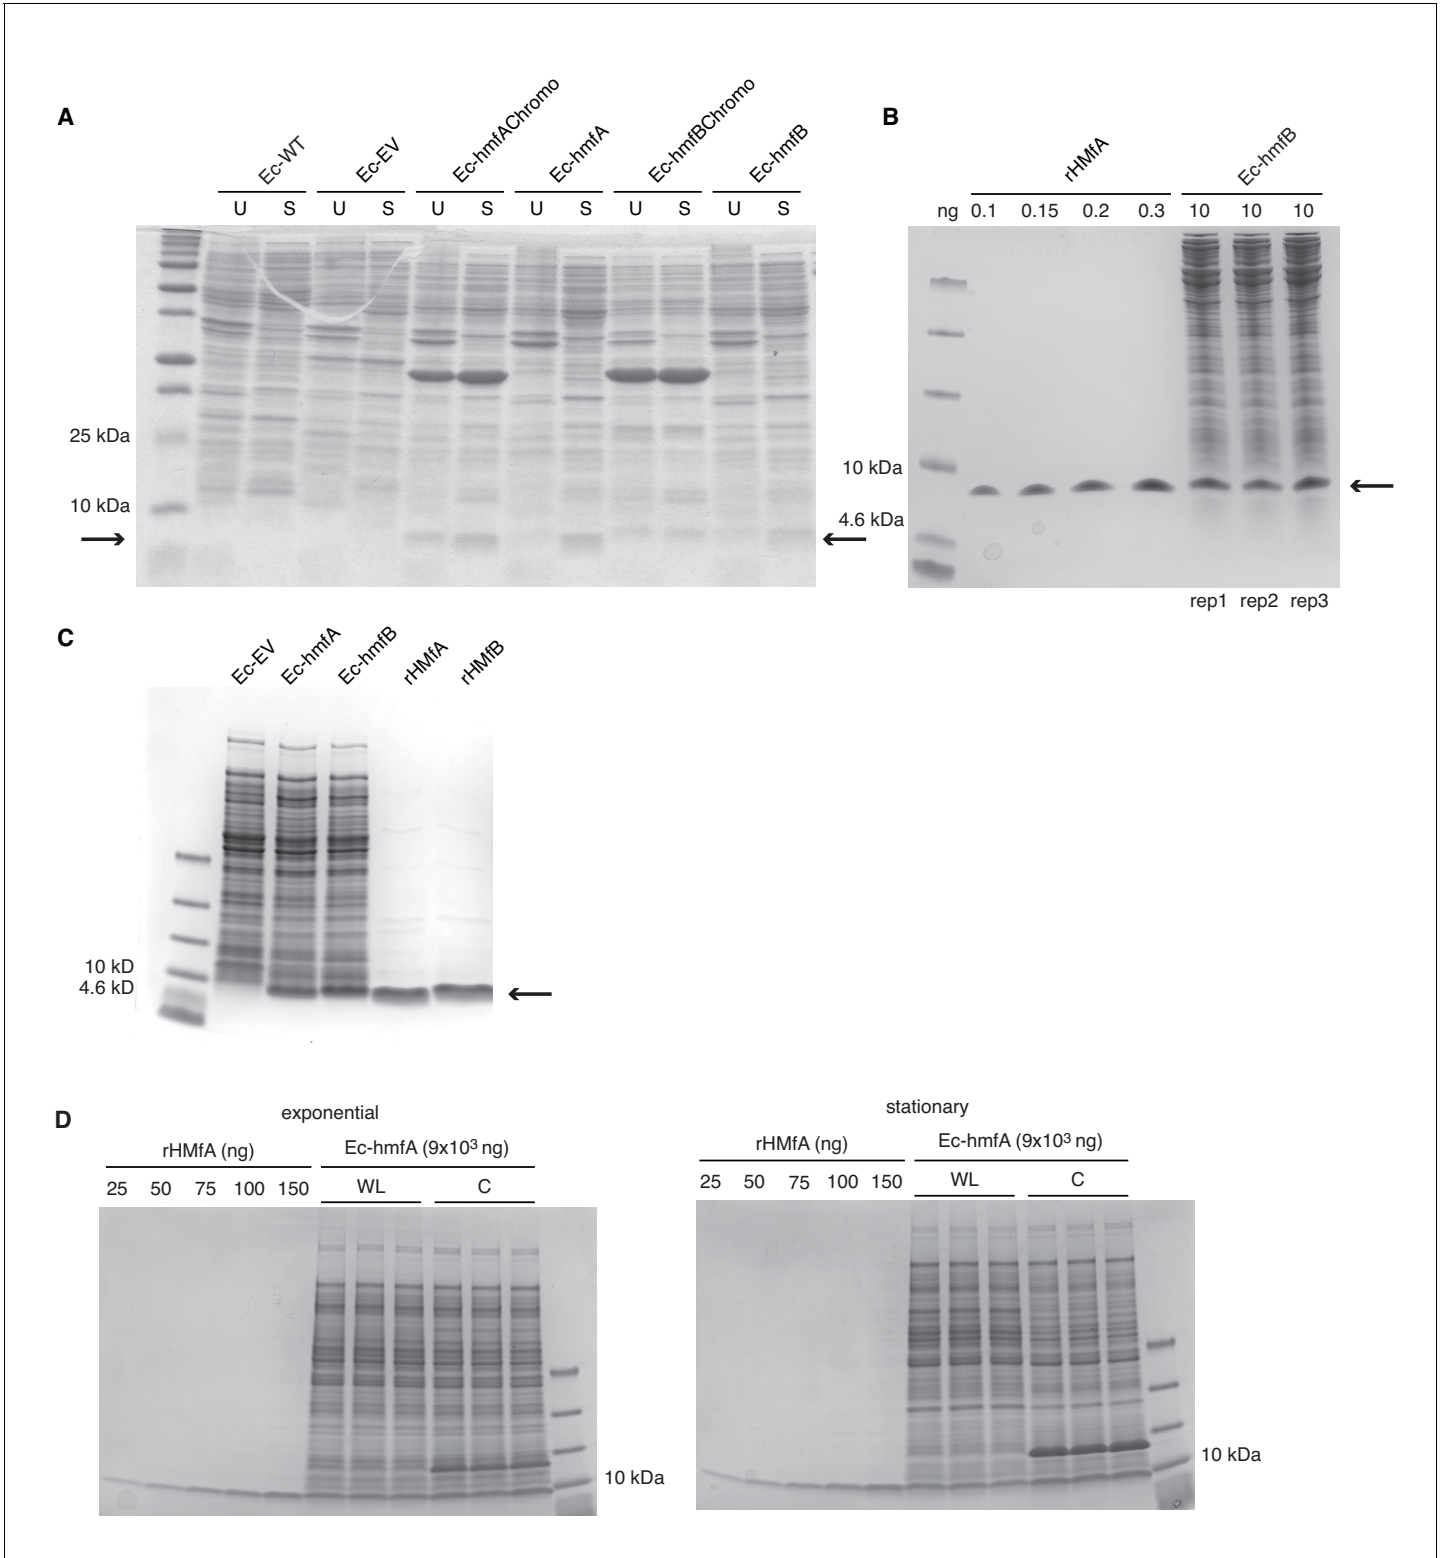 A
Ec-WT Ec-EV Ec-hmfAChromo Ec-hmfA Ec-hmfBChromo Ec-hmfB
U S U S U S U S U S U S
25 kDa
10 kDa
B
rHMfA Ec-hmfB
ng 0.1 0.15 0.2 0.3 10 10 10
10 kDa
4.6 kDa
rep1 rep2 rep3
C
Ec-EV Ec-hmfA Ec-hmfB rHMfA rHMfB
10 kD
4.6 kD
D
exponential
rHMfA (ng) Ec-hmfA (9x10³ ng)
25 50 75 100 150 WL C
10 kDa
stationary
rHMfA (ng) Ec-hmfA (9x10³ ng)
25 50 75 100 150 WL C
10 kDa